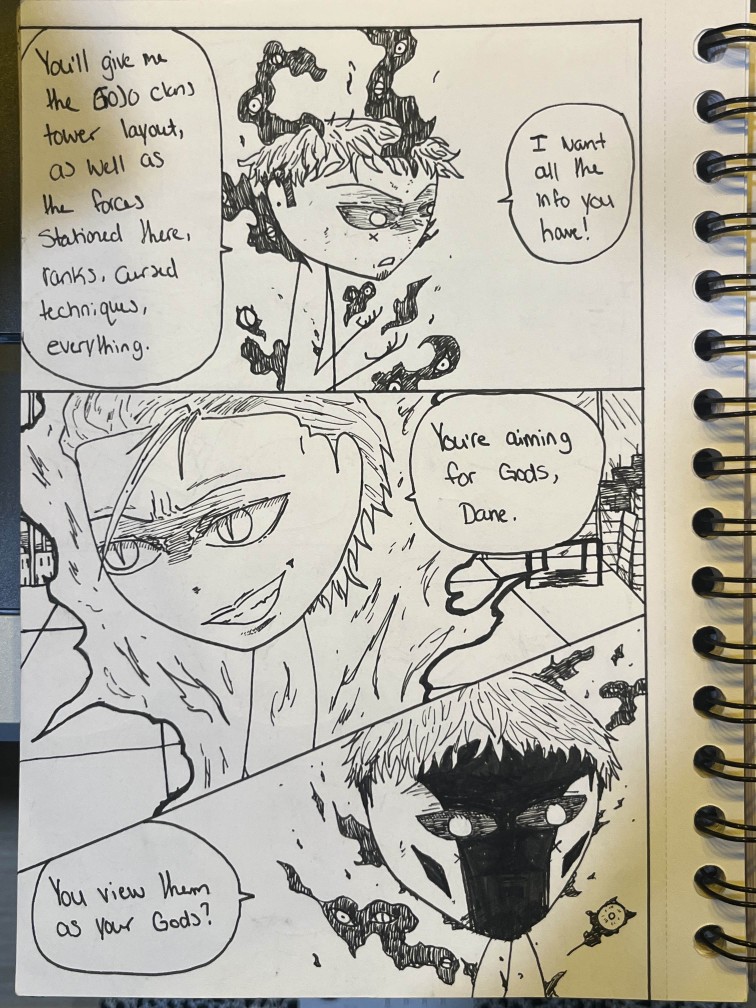 You'll give me
the Gojo clans
tower layout,
as well as
the forces
Stationed there,
ranks, cursed
techniques,
everything.
I want
all the
info you
have!
You're aiming
for Gods,
Dane.
You view them
as your Gods?